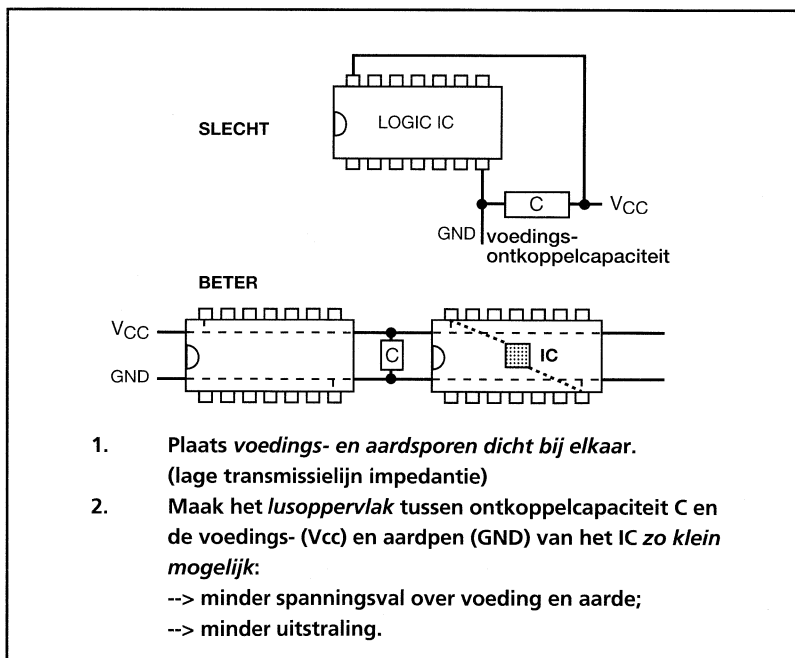 SLECHT
LOGIC IC
C
VCC
GND
voedings-
ontkoppelcapaciteit
BETER
VCC
C
IC
GND
1. Plaats voedings- en aardsporen dicht bij elkaar.
(lage transmissielijn impedantie)
2. Maak het lusoppervlak tussen ontkoppelcapaciteit C en
de voedings- (Vcc) en aardpen (GND) van het IC zo klein
mogelijk:
--> minder spanningsval over voeding en aarde;
--> minder uitstraling.